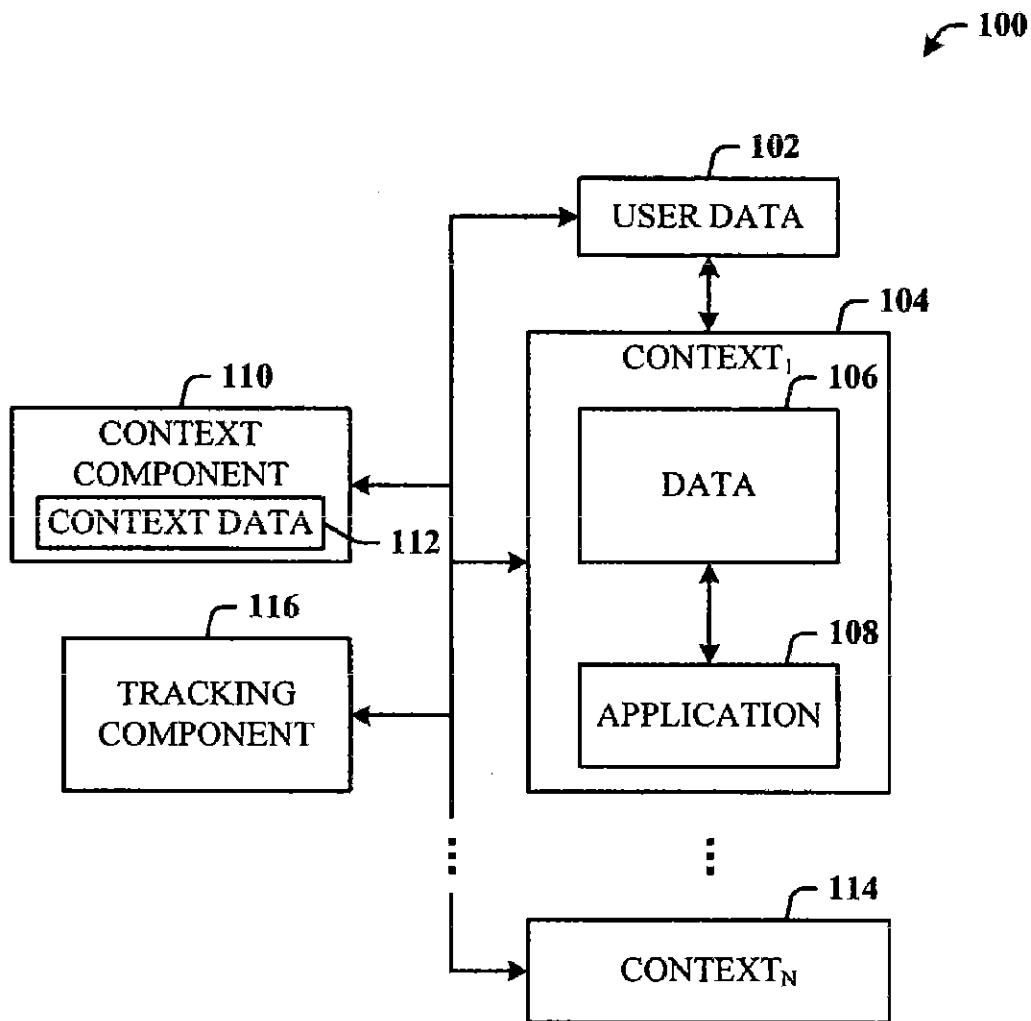 100
102
USER DATA
104
CONTEXT₁
106
DATA
110
CONTEXT
COMPONENT
CONTEXT DATA
112
116
TRACKING
COMPONENT
108
APPLICATION
114
CONTEXT_N